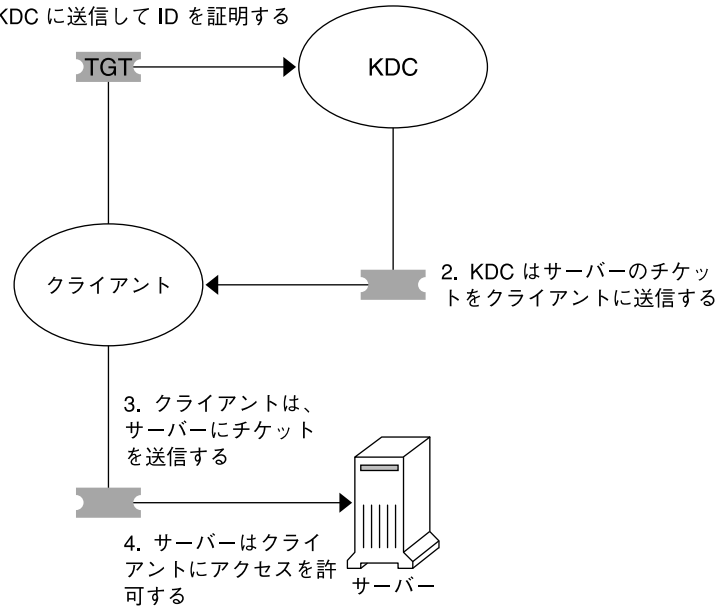 KDC に送信して ID を証明する
TGT
KDC
クライアント
2. KDC はサーバーのチケッ
トをクライアントに送信する
3. クライアントは、
サーバーにチケット
を送信する
4. サーバーはクライ
アントにアクセスを許
可する
サーバー